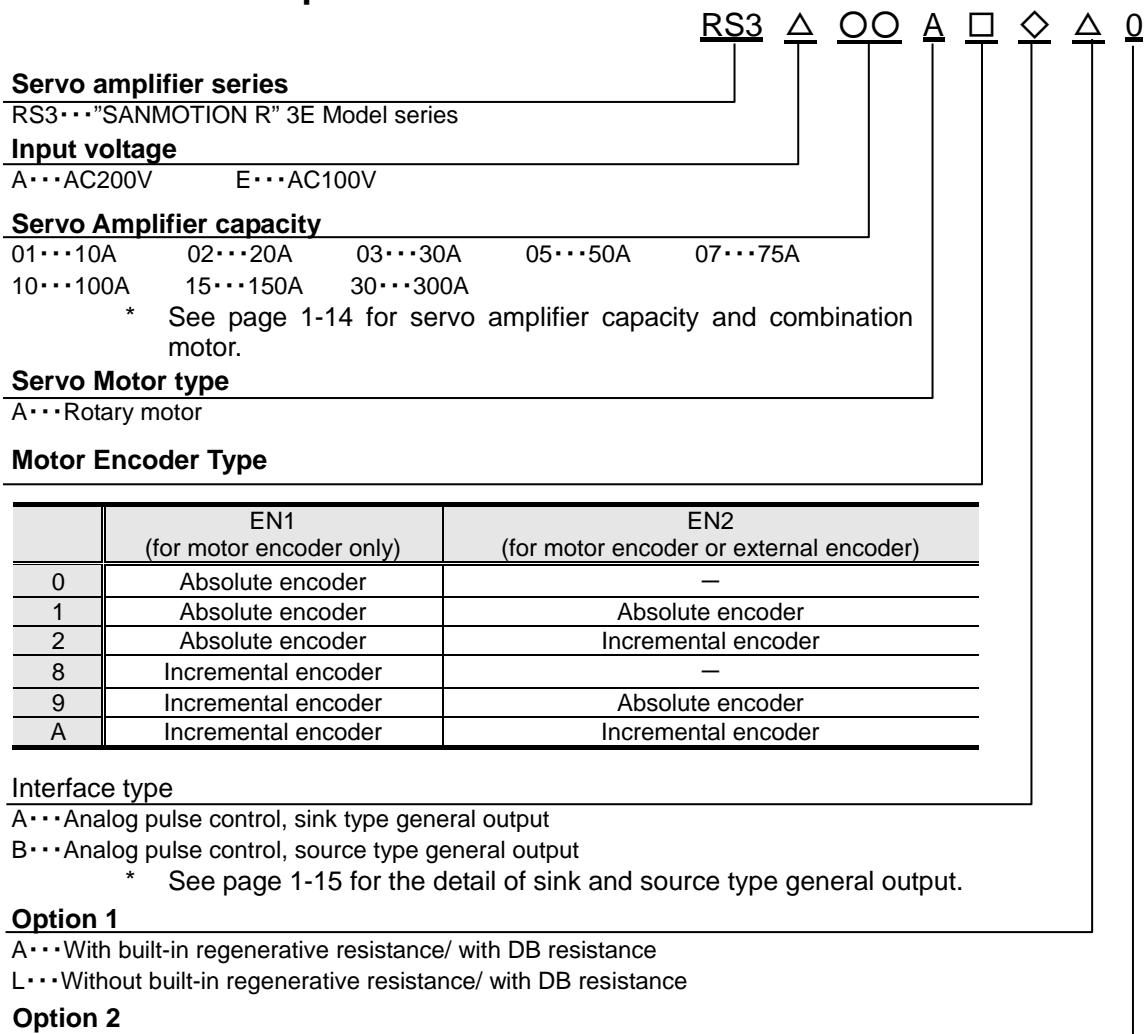 RS3 △ ○○ A □ ◇ △ 0
Servo amplifier series
RS3･･･"SANMOTION R" 3E Model series
Input voltage
A･･･AC200V E･･･AC100V
Servo Amplifier capacity
01･･･10A 02･･･20A 03･･･30A 05･･･50A 07･･･75A
10･･･100A 15･･･150A 30･･･300A
* See page 1-14 for servo amplifier capacity and combination
motor.
Servo Motor type
A･･･Rotary motor
Motor Encoder Type
EN1 EN2
(for motor encoder only) (for motor encoder or external encoder)
0 Absolute encoder －
1 Absolute encoder Absolute encoder
2 Absolute encoder Incremental encoder
8 Incremental encoder －
9 Incremental encoder Absolute encoder
A Incremental encoder Incremental encoder
Interface type
A･･･Analog pulse control, sink type general output
B･･･Analog pulse control, source type general output
* See page 1-15 for the detail of sink and source type general output.
Option 1
A･･･With built-in regenerative resistance/ with DB resistance
L･･･Without built-in regenerative resistance/ with DB resistance
Option 2